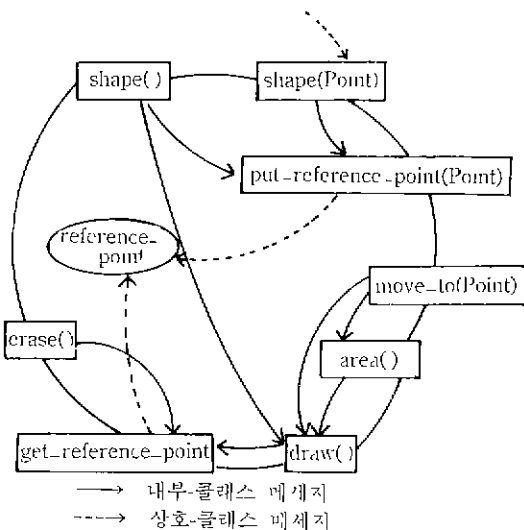 shape()
shape(Point)
put_reference_point(Point)
reference_
point
move_to(Point)
erase()
area()
get_reference_point
draw()
내부-클래스 메세지
상호-클래스 메세지